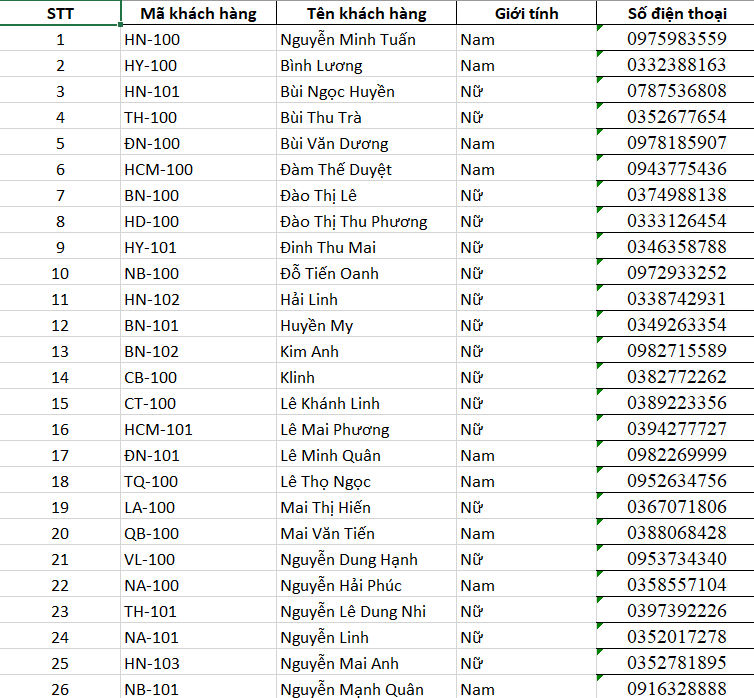 STT Mã khách hàng Tên khách hàng Giới tính Số điện thoại
1 HN-100 Nguyễn Minh Tuấn Nam 0975983559
2 HY-100 Bình Lương Nam 0332388163
3 HN-101 Bùi Ngọc Huyền Nữ 0787536808
4 TH-100 Bùi Thu Trà Nữ 0352677654
5 ĐN-100 Bùi Văn Dương Nam 0978185907
6 HCM-100 Đàm Thế Duyệt Nam 0943775436
7 BN-100 Đào Thị Lê Nữ 0374988138
8 HD-100 Đào Thị Thu Phương Nữ 0333126454
9 HY-101 Đinh Thu Mai Nữ 0346358788
10 NB-100 Đỗ Tiến Oanh Nữ 0972933252
11 HN-102 Hải Linh Nữ 0338742931
12 BN-101 Huyền My Nữ 0349263354
13 BN-102 Kim Anh Nữ 0982715589
14 CB-100 Klinh Nữ 0382772262
15 CT-100 Lê Khánh Linh Nữ 0389223356
16 HCM-101 Lê Mai Phương Nữ 0394277727
17 ĐN-101 Lê Minh Quân Nam 0982269999
18 TQ-100 Lê Thọ Ngọc Nam 0952634756
19 LA-100 Mai Thị Hiến Nữ 0367071806
20 QB-100 Mai Văn Tiến Nam 0388068428
21 VL-100 Nguyễn Dung Hạnh Nữ 0953734340
22 NA-100 Nguyễn Hải Phúc Nam 0358557104
23 TH-101 Nguyễn Lê Dung Nhi Nữ 0397392226
24 NA-101 Nguyễn Linh Nữ 0352017278
25 HN-103 Nguyễn Mai Anh Nữ 0352781895
26 NB-101 Nguyễn Mạnh Quân Nam 0916328888